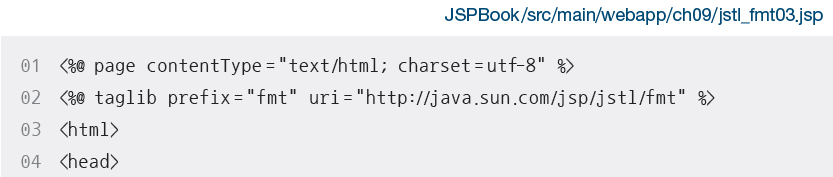 JSPBook/src/main/webapp/ch09/jstl_fmt03.jsp
01 <%@ page contentType="text/html; charset=utf-8" %>
02 <%@ taglib prefix="fmt" uri="http://java.sun.com/jsp/jstl/fmt" %>
03 <html>
04 <head>